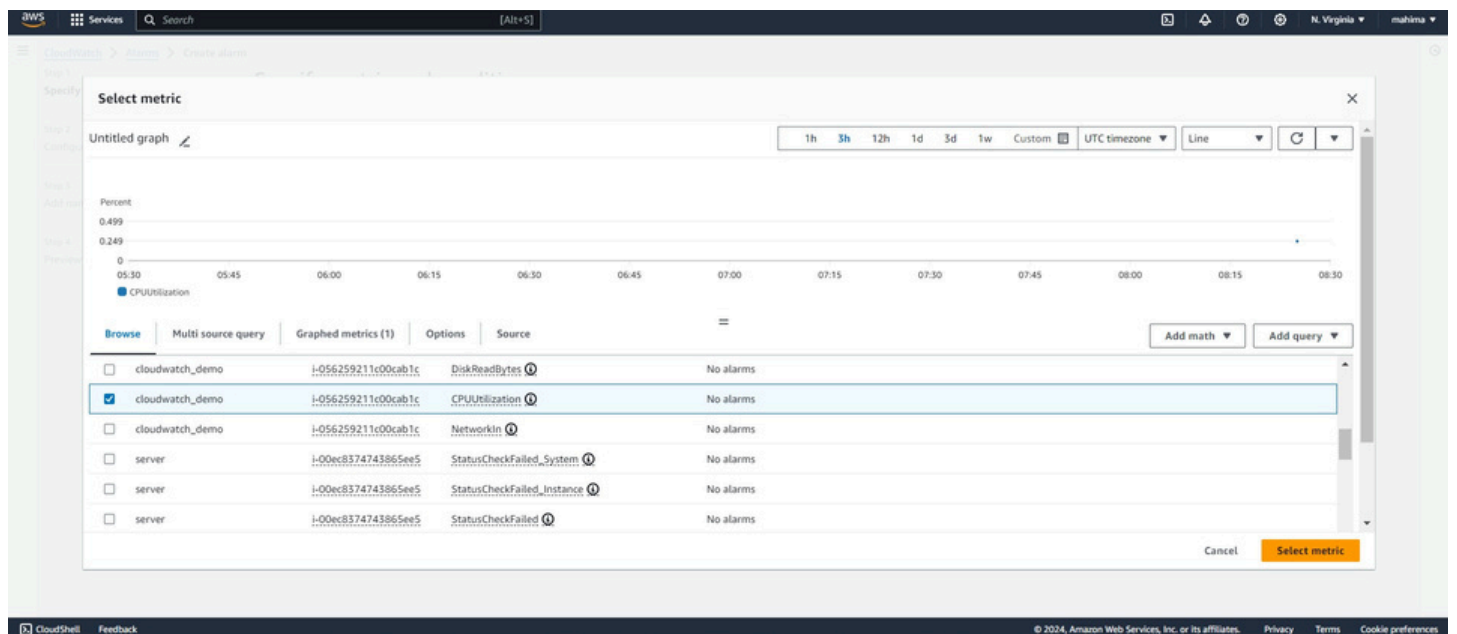 aws Services Search [Alt+S] N. Virginia mahima
CloudWatch > Alarms > Create alarm
Select metric
Untitled graph 1h 3h 12h 1d 3d 1w Custom UTC timezone Line
Percent
0.499
0.249
0
05:30 05:45 06:00 06:15 06:30 06:45 07:00 07:15 07:30 07:45 08:00 08:15 08:30
CPUUtilization
Browse Multi source query Graphed metrics (1) Options Source Add math Add query
cloudwatch_demo i-056259211c00cab1c DiskReadBytes No alarms
cloudwatch_demo i-056259211c00cab1c CPUUtilization No alarms
cloudwatch_demo i-056259211c00cab1c NetworkIn No alarms
server i-00ec8374743865ee5 StatusCheckFailed_System No alarms
server i-00ec8374743865ee5 StatusCheckFailed_Instance No alarms
server i-00ec8374743865ee5 StatusCheckFailed No alarms
Cancel Select metric
CloudShell Feedback © 2024, Amazon Web Services, Inc. or its affiliates. Privacy Terms Cookie preferences